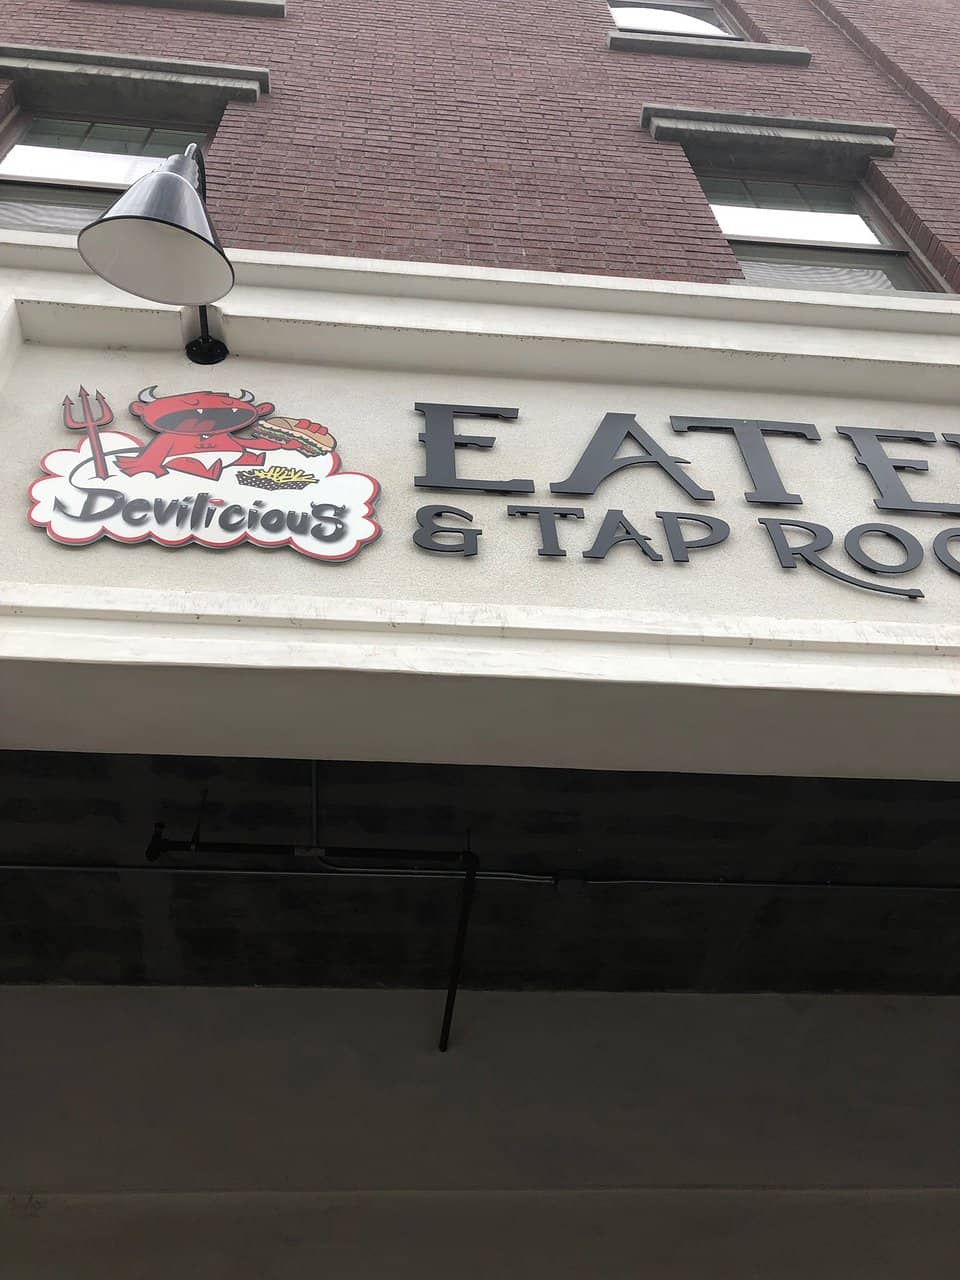 Devilicious
EATE
& TAP ROO